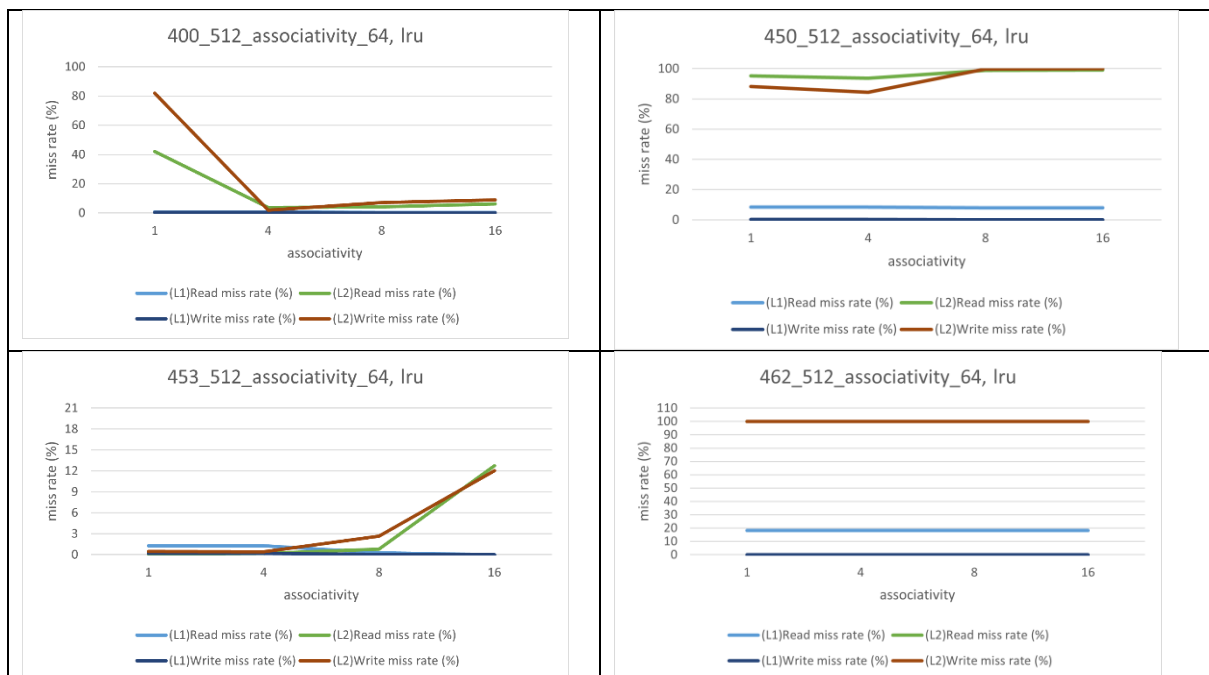 400_512_associativity_64, lru
100
80
60
40
20
0
miss rate (%)
1 4 8 16
associativity
(L1)Read miss rate (%) (L2)Read miss rate (%)
(L1)Write miss rate (%) (L2)Write miss rate (%)
450_512_associativity_64, lru
100
80
60
40
20
0
miss rate (%)
1 4 8 16
associativity
(L1)Read miss rate (%) (L2)Read miss rate (%)
(L1)Write miss rate (%) (L2)Write miss rate (%)
453_512_associativity_64, lru
21
18
15
12
9
6
3
0
miss rate (%)
1 4 8 16
associativity
(L1)Read miss rate (%) (L2)Read miss rate (%)
(L1)Write miss rate (%) (L2)Write miss rate (%)
462_512_associativity_64, lru
110
100
90
80
70
60
50
40
30
20
10
0
miss rate (%)
1 4 8 16
associativity
(L1)Read miss rate (%) (L2)Read miss rate (%)
(L1)Write miss rate (%) (L2)Write miss rate (%)